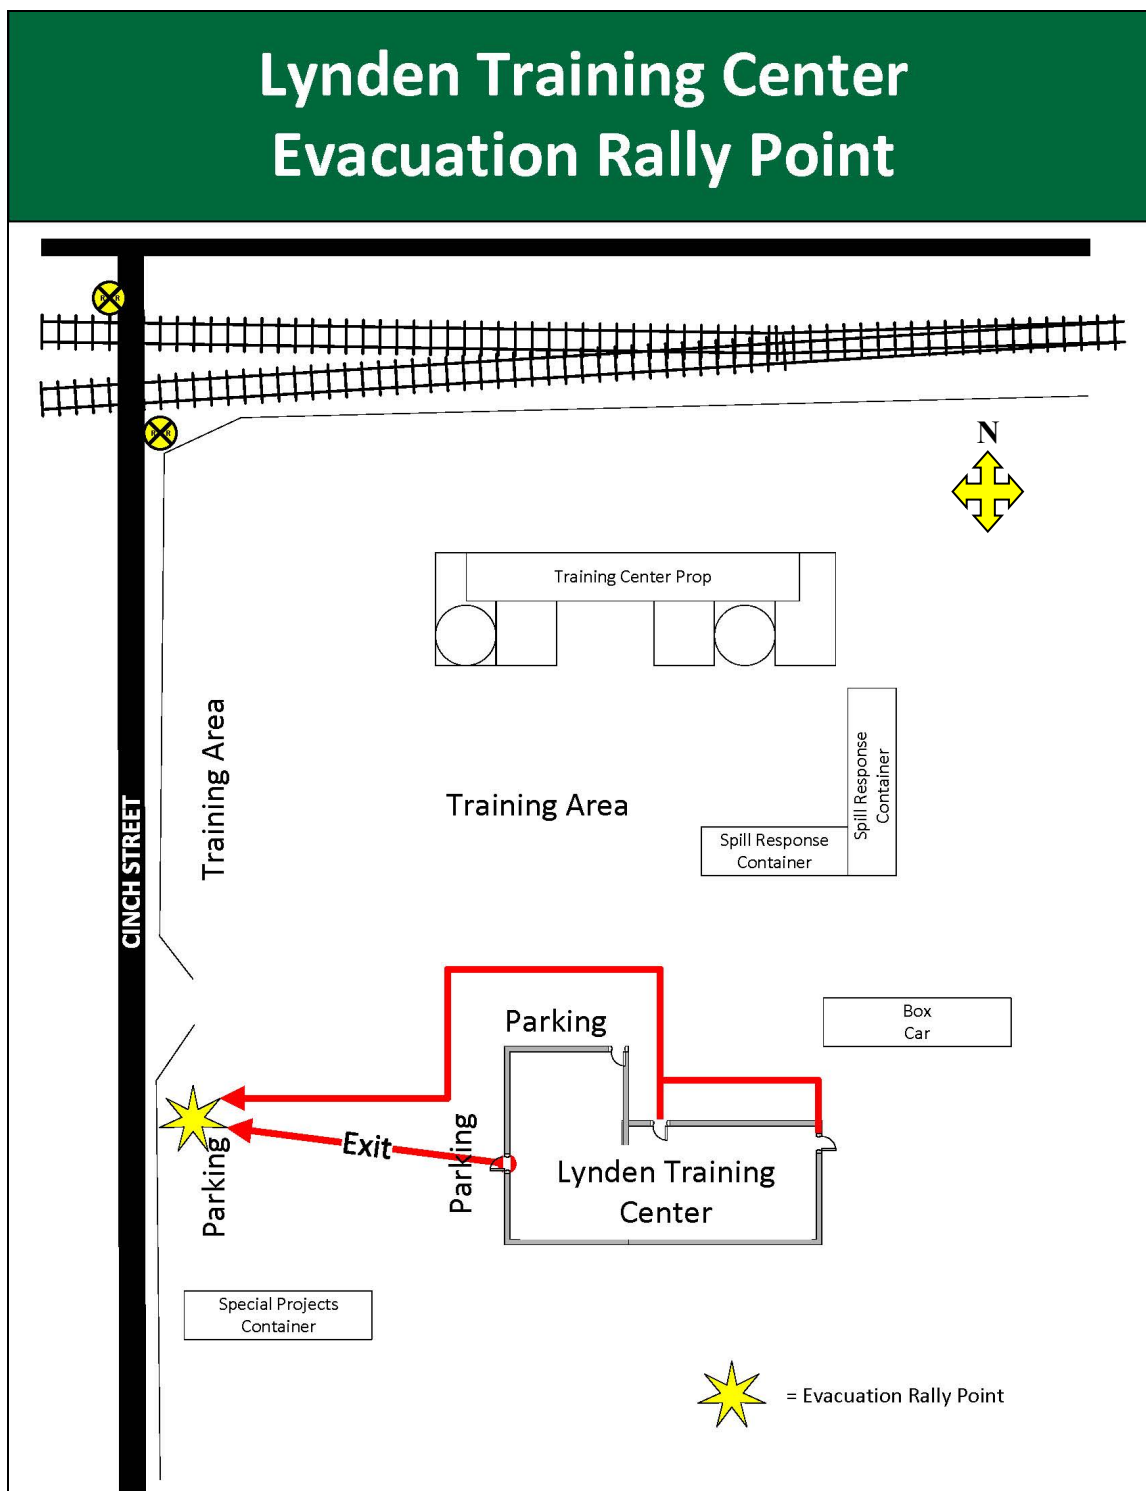 Lynden Training Center
Evacuation Rally Point
R R
R R
N
Training Center Prop
Training Area
Training Area
Spill Response
Container
Spill Response
Container
CINCH STREET
Box
Car
Parking
Exit
Parking
Parking
Lynden Training
Center
Special Projects
Container
= Evacuation Rally Point